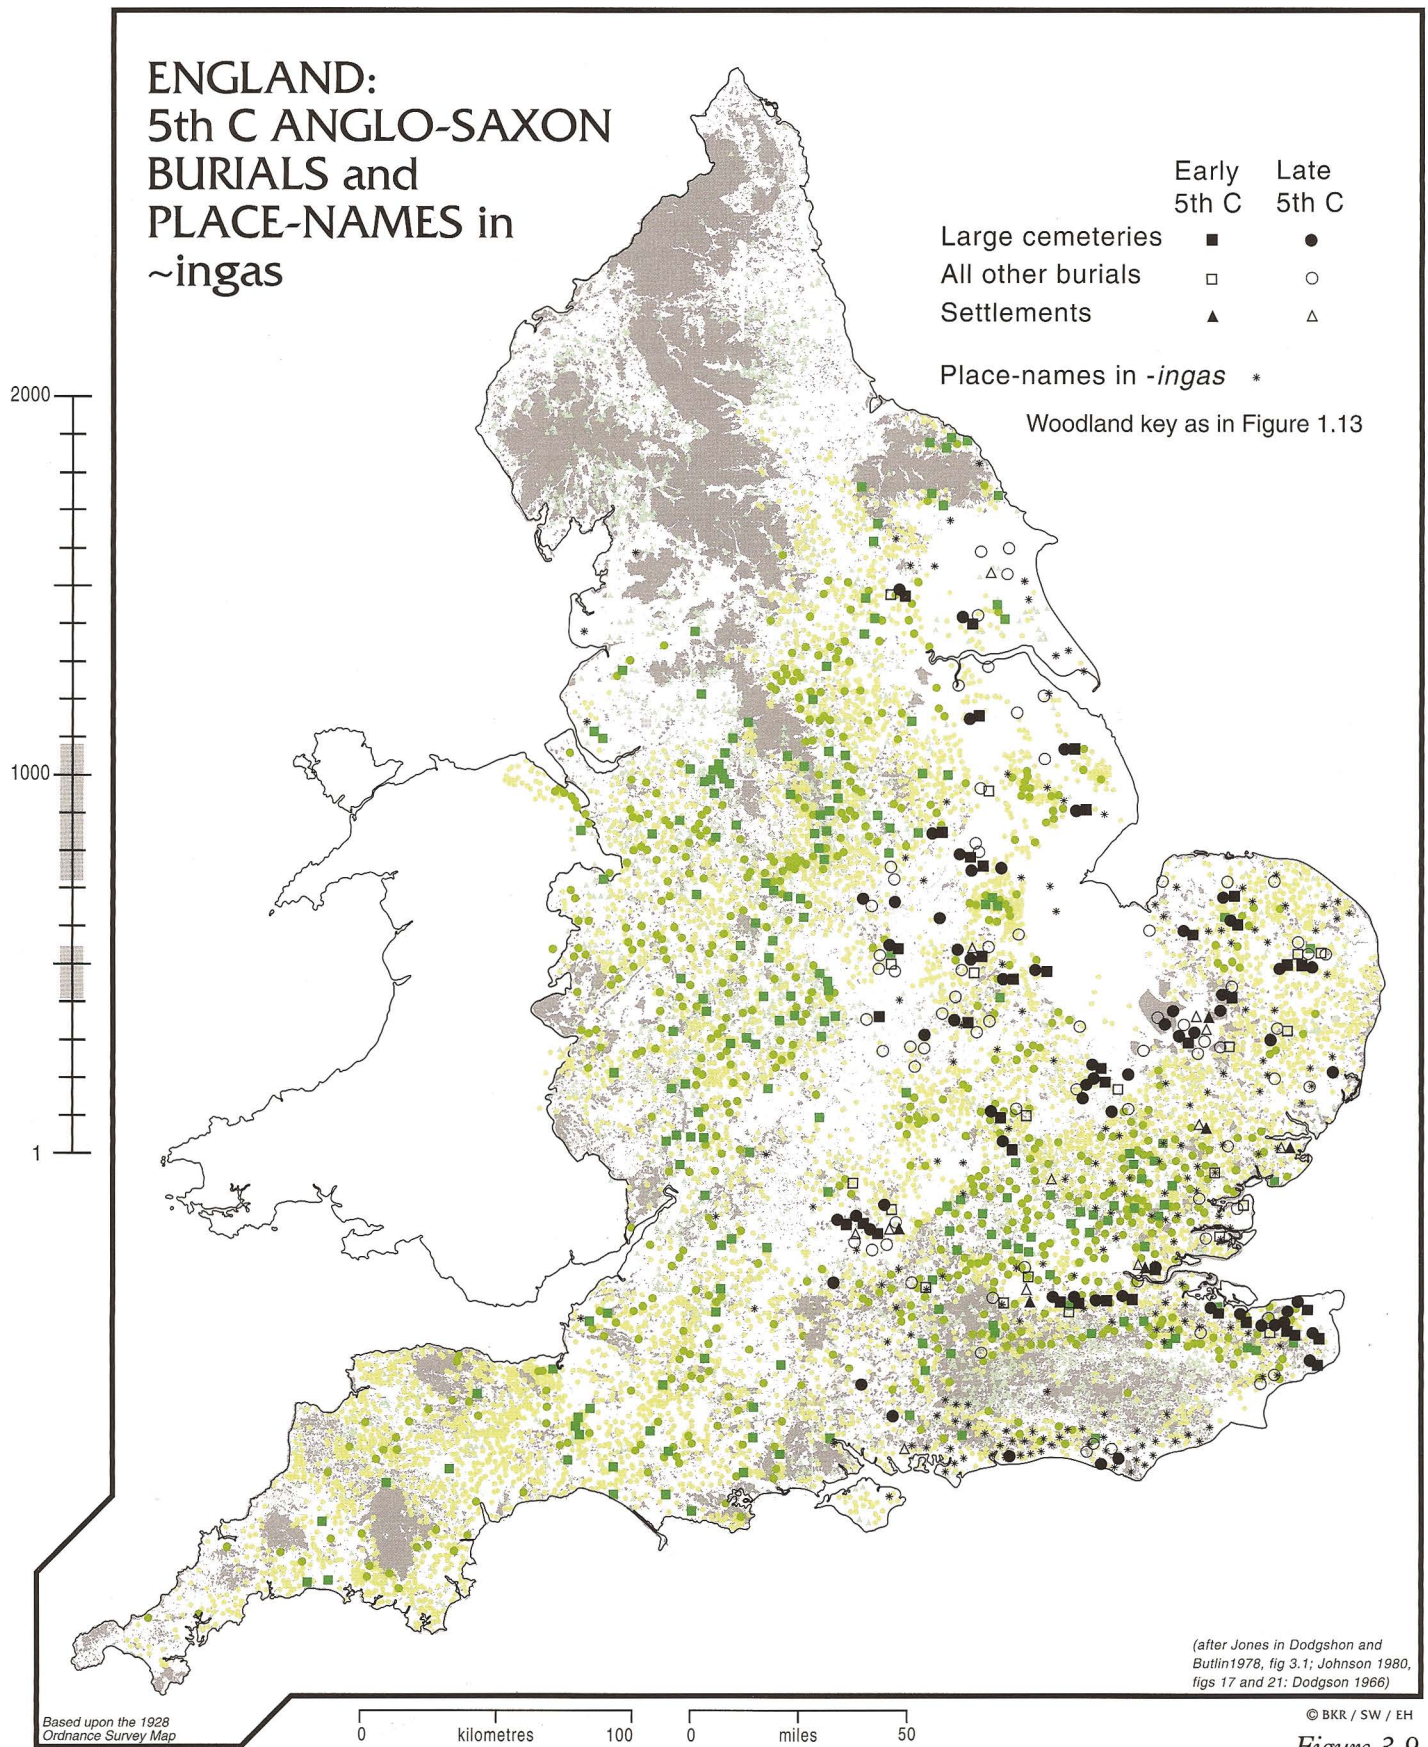 ENGLAND:
5th C ANGLO-SAXON
BURIALS and
PLACE-NAMES in
~ingas
Early Late
5th C 5th C
Large cemeteries
All other burials
Settlements
Place-names in -ingas *
Woodland key as in Figure 1.13
2000
1000
1
(after Jones in Dodgshon and
Butlin1978, fig 3.1; Johnson 1980,
figs 17 and 21: Dodgson 1966)
Based upon the 1928
Ordnance Survey Map
0 kilometres 100 0 miles 50
© BKR / SW / EH
Figure 3.9